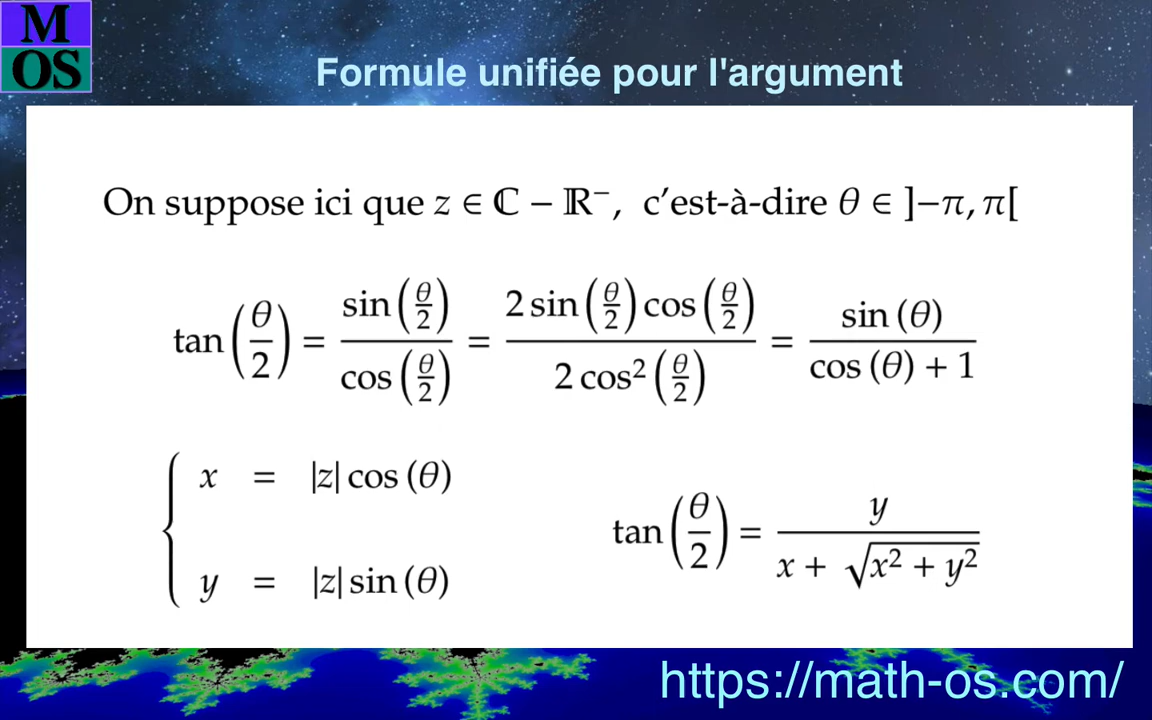 M
OS
Formule unifiée pour l'argument
On suppose ici que z ∈ ℂ − ℝ⁻, c'est-à-dire θ ∈ ]−π, π[
tan(θ/2) = sin(θ/2)/cos(θ/2) = 2 sin(θ/2) cos(θ/2)/2 cos²(θ/2) = sin(θ)/cos(θ) + 1
x = |z| cos(θ)
y = |z| sin(θ)
tan(θ/2) = y/x + √x² + y²
https://math-os.com/